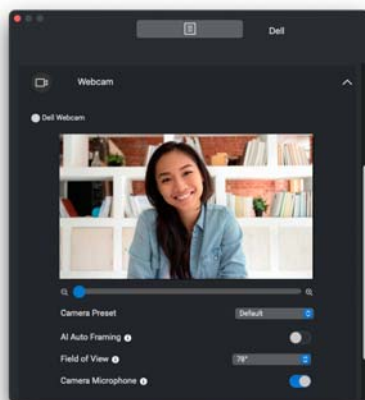 Dell
Webcam
Dell Webcam
Camera Preset
Default
AI Auto Framing
Field of View
78°
Camera Microphone